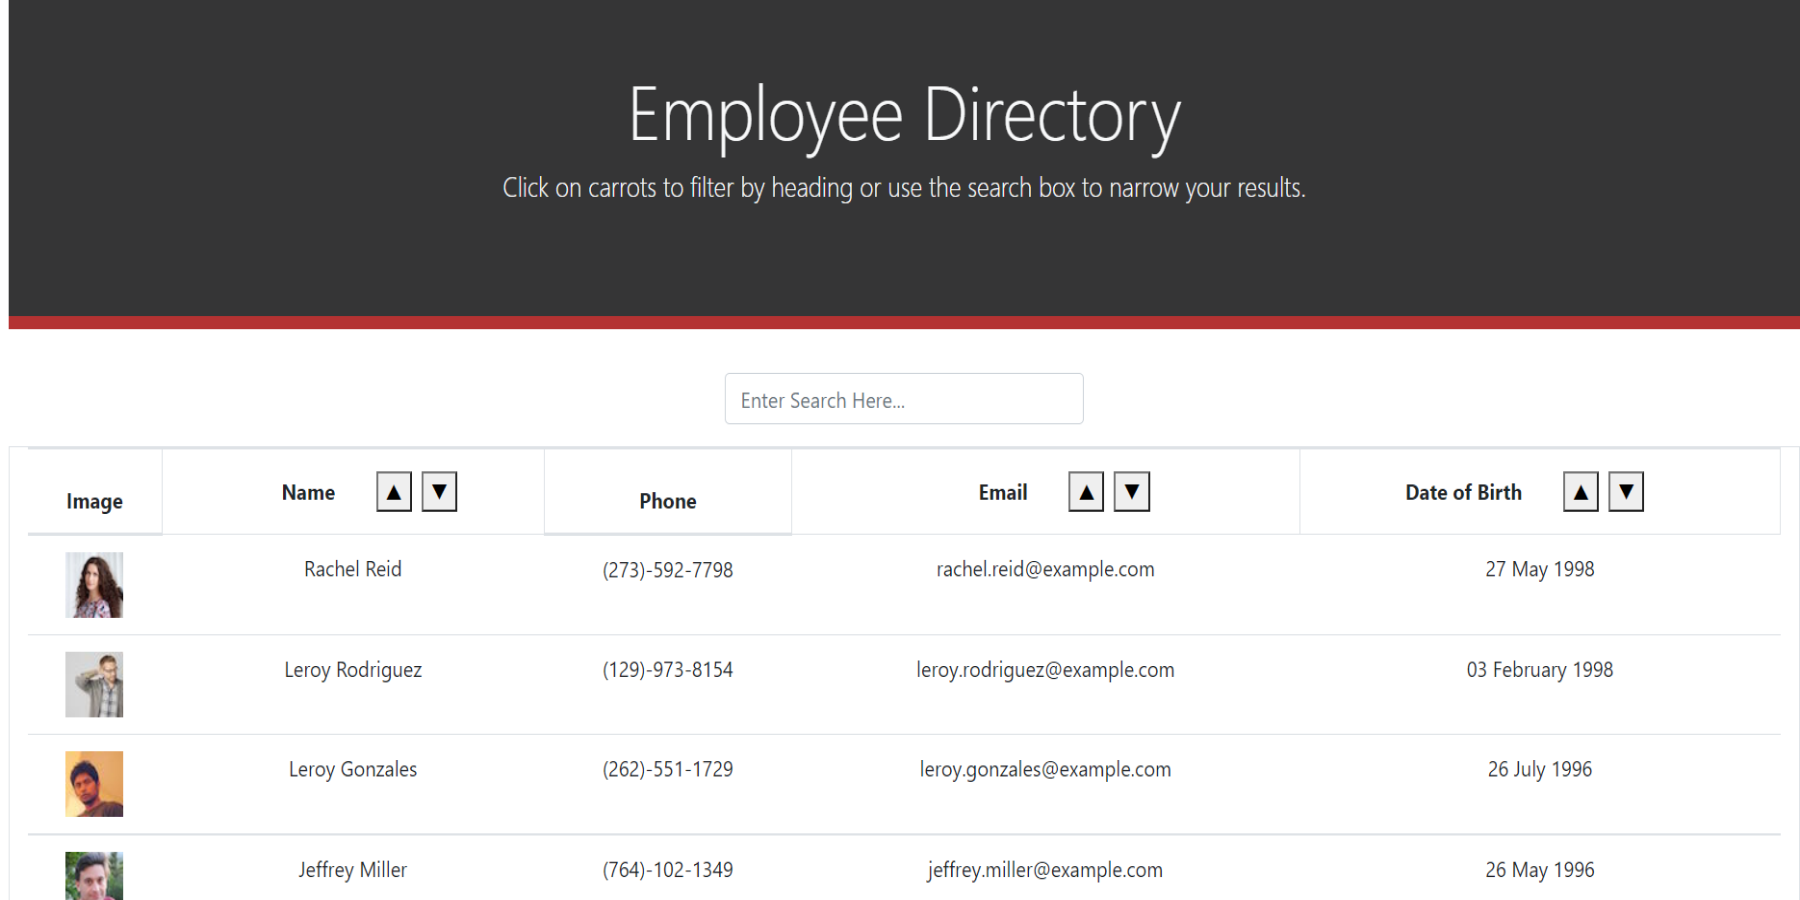 Employee Directory
Click on carrots to filter by heading or use the search box to narrow your results.
Enter Search Here...
Image Name ▲ ▼ Phone Email ▲ ▼ Date of Birth ▲ ▼
Rachel Reid (273)-592-7798 rachel.reid@example.com 27 May 1998
Leroy Rodriguez (129)-973-8154 leroy.rodriguez@example.com 03 February 1998
Leroy Gonzales (262)-551-1729 leroy.gonzales@example.com 26 July 1996
Jeffrey Miller (764)-102-1349 jeffrey.miller@example.com 26 May 1996